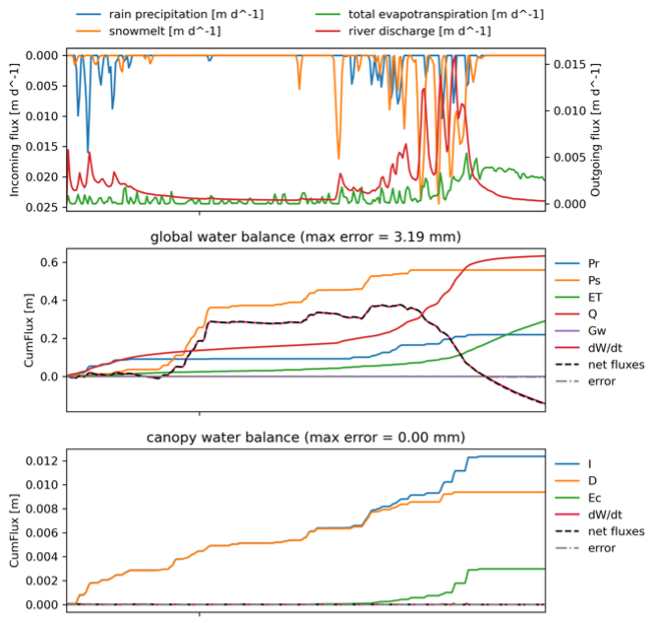 rain precipitation [m d^-1]
snowmelt [m d^-1]
total evapotranspiration [m d^-1]
river discharge [m d^-1]
Incoming flux [m d^-1]
0.000
0.005
0.010
0.015
0.020
0.025
0.015
0.010
0.005
0.000
Outgoing flux [m d^-1]
global water balance (max error = 3.19 mm)
CumFlux [m]
0.6
0.4
0.2
0.0
Pr
Ps
ET
Q
Gw
dW/dt
net fluxes
error
canopy water balance (max error = 0.00 mm)
CumFlux [m]
0.012
0.010
0.008
0.006
0.004
0.002
0.000
I
D
Ec
dW/dt
net fluxes
error